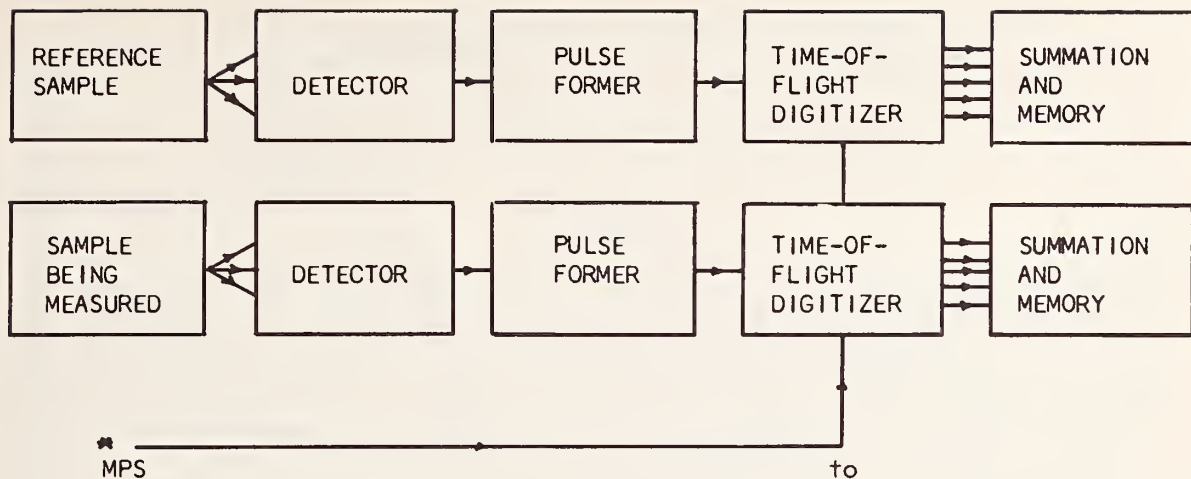 REFERENCE
SAMPLE
DETECTOR
PULSE
FORMER
TIME-OF-
FLIGHT
DIGITIZER
SUMMATION
AND
MEMORY
SAMPLE
BEING
MEASURED
DETECTOR
PULSE
FORMER
TIME-OF-
FLIGHT
DIGITIZER
SUMMATION
AND
MEMORY
*
MPS
to